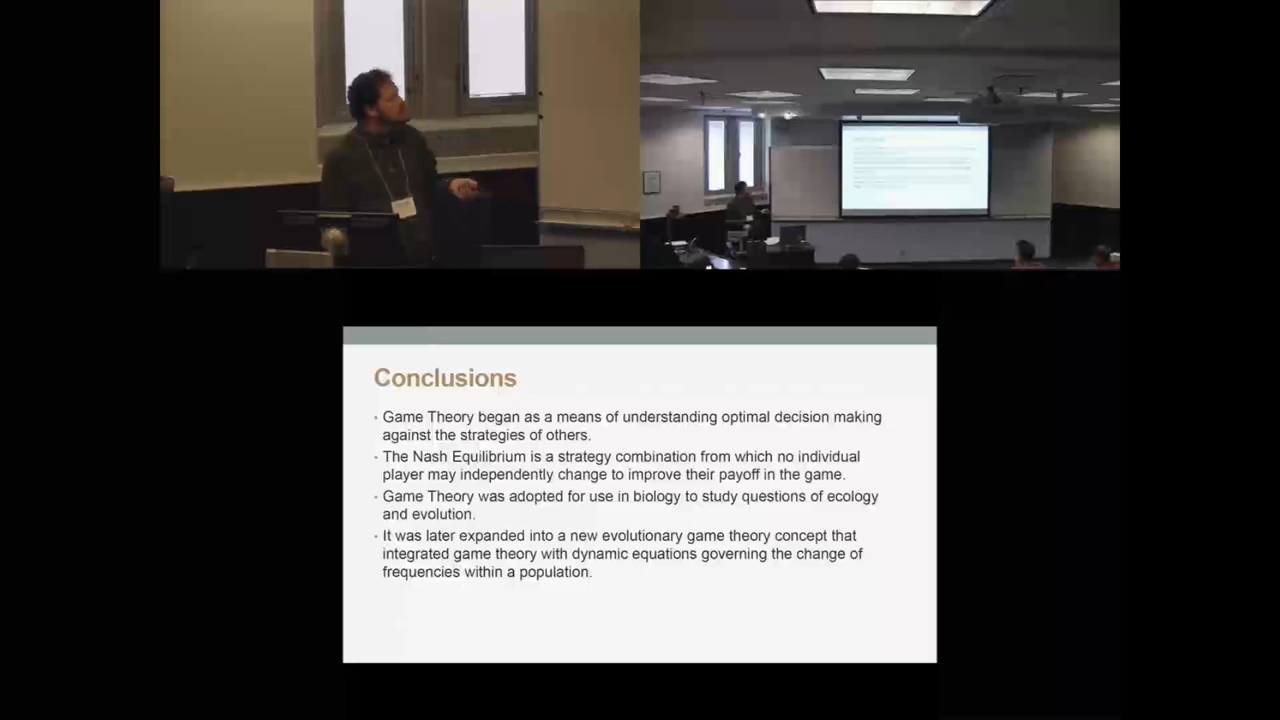 Conclusions
· Game Theory began as a means of understanding optimal decision making
against the strategies of others.
· The Nash Equilibrium is a strategy combination from which no individual
player may independently change to improve their payoff in the game.
· Game Theory was adopted for use in biology to study questions of ecology
and evolution.
· It was later expanded into a new evolutionary game theory concept that
integrated game theory with dynamic equations governing the change of
frequencies within a population.